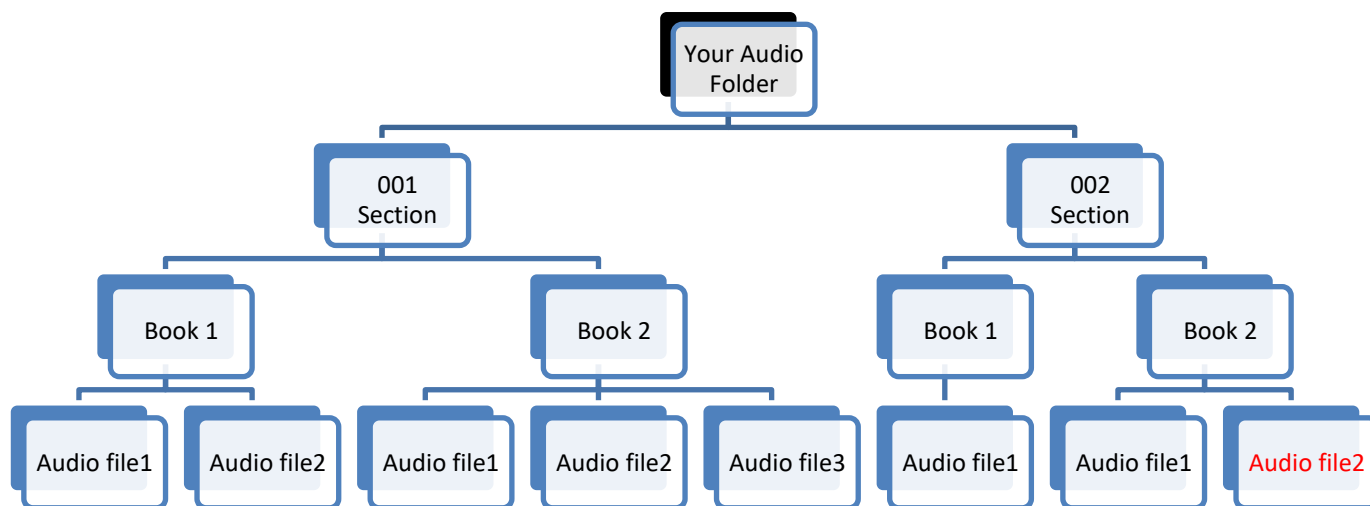 Your Audio
Folder
001
Section
002
Section
Book 1
Book 2
Book 1
Book 2
Audio file1
Audio file2
Audio file1
Audio file2
Audio file3
Audio file1
Audio file1
Audio file2